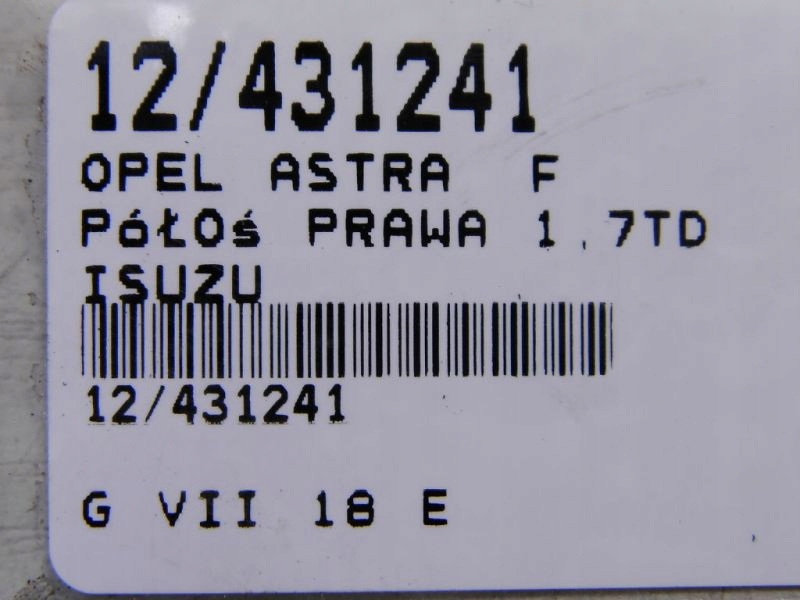 12/431241
OPEL ASTRA F
PóŁOś PRAWA 1.7TD
ISUZU
12/431241
G VII 18 E